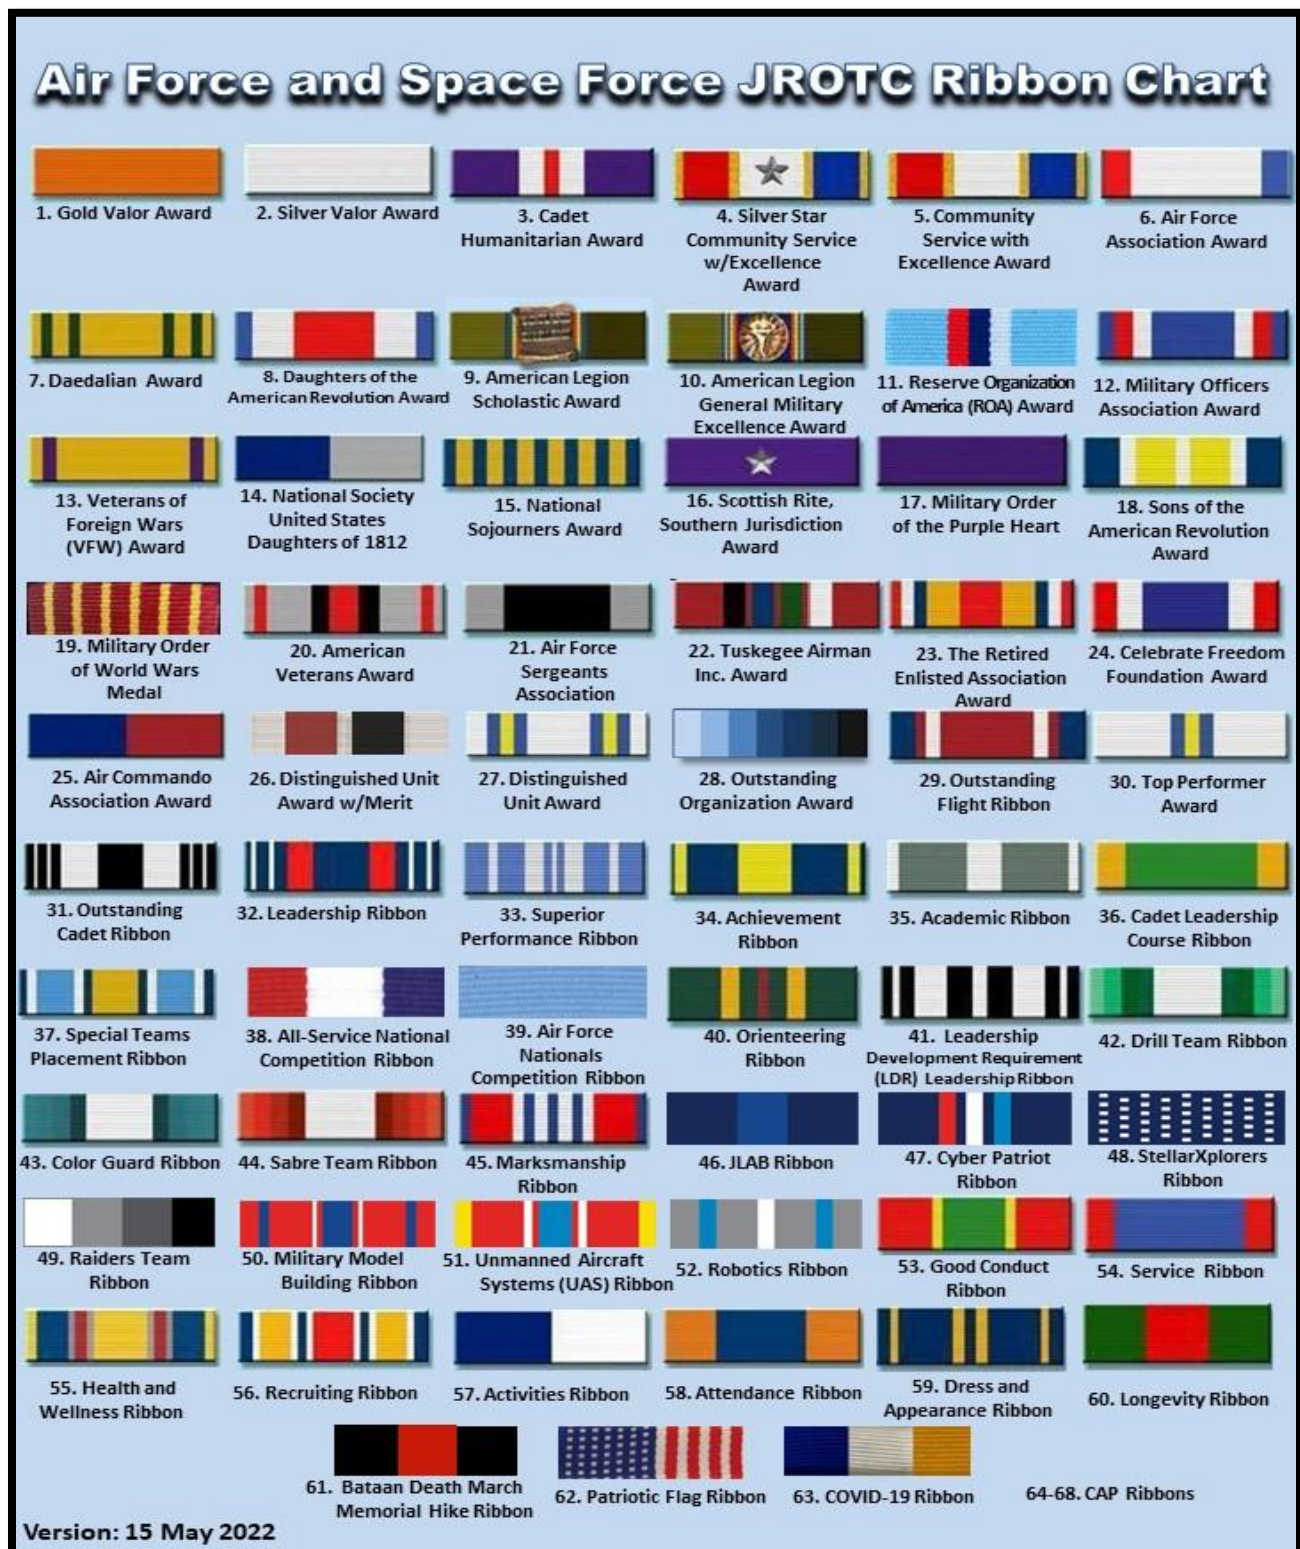 Air Force and Space Force JROTC Ribbon Chart
1. Gold Valor Award
2. Silver Valor Award
3. Cadet
Humanitarian Award
4. Silver Star
Community Service
w/Excellence
Award
5. Community
Service with
Excellence Award
6. Air Force
Association Award
7. Daedalian Award
8. Daughters of the
American Revolution Award
9. American Legion
Scholastic Award
10. American Legion
General Military
Excellence Award
11. Reserve Organization
of America (ROA) Award
12. Military Officers
Association Award
13. Veterans of
Foreign Wars
(VFW) Award
14. National Society
United States
Daughters of 1812
15. National
Sojourners Award
16. Scottish Rite,
Southern Jurisdiction
Award
17. Military Order
of the Purple Heart
18. Sons of the
American Revolution
Award
19. Military Order
of World Wars
Medal
20. American
Veterans Award
21. Air Force
Sergeants
Association
22. Tuskegee Airman
Inc. Award
23. The Retired
Enlisted Association
Award
24. Celebrate Freedom
Foundation Award
25. Air Commando
Association Award
26. Distinguished Unit
Award w/Merit
27. Distinguished
Unit Award
28. Outstanding
Organization Award
29. Outstanding
Flight Ribbon
30. Top Performer
Award
31. Outstanding
Cadet Ribbon
32. Leadership Ribbon
33. Superior
Performance Ribbon
34. Achievement
Ribbon
35. Academic Ribbon
36. Cadet Leadership
Course Ribbon
37. Special Teams
Placement Ribbon
38. All-Service National
Competition Ribbon
39. Air Force
Nationals
Competition Ribbon
40. Orienteering
Ribbon
41. Leadership
Development Requirement
(LDR) Leadership Ribbon
42. Drill Team Ribbon
43. Color Guard Ribbon
44. Sabre Team Ribbon
45. Marksmanship
Ribbon
46. JLAB Ribbon
47. Cyber Patriot
Ribbon
48. StellarXplorers
Ribbon
49. Raiders Team
Ribbon
50. Military Model
Building Ribbon
51. Unmanned Aircraft
Systems (UAS) Ribbon
52. Robotics Ribbon
53. Good Conduct
Ribbon
54. Service Ribbon
55. Health and
Wellness Ribbon
56. Recruiting Ribbon
57. Activities Ribbon
58. Attendance Ribbon
59. Dress and
Appearance Ribbon
60. Longevity Ribbon
61. Bataan Death March
Memorial Hike Ribbon
62. Patriotic Flag Ribbon
63. COVID-19 Ribbon
64-68. CAP Ribbons
Version: 15 May 2022